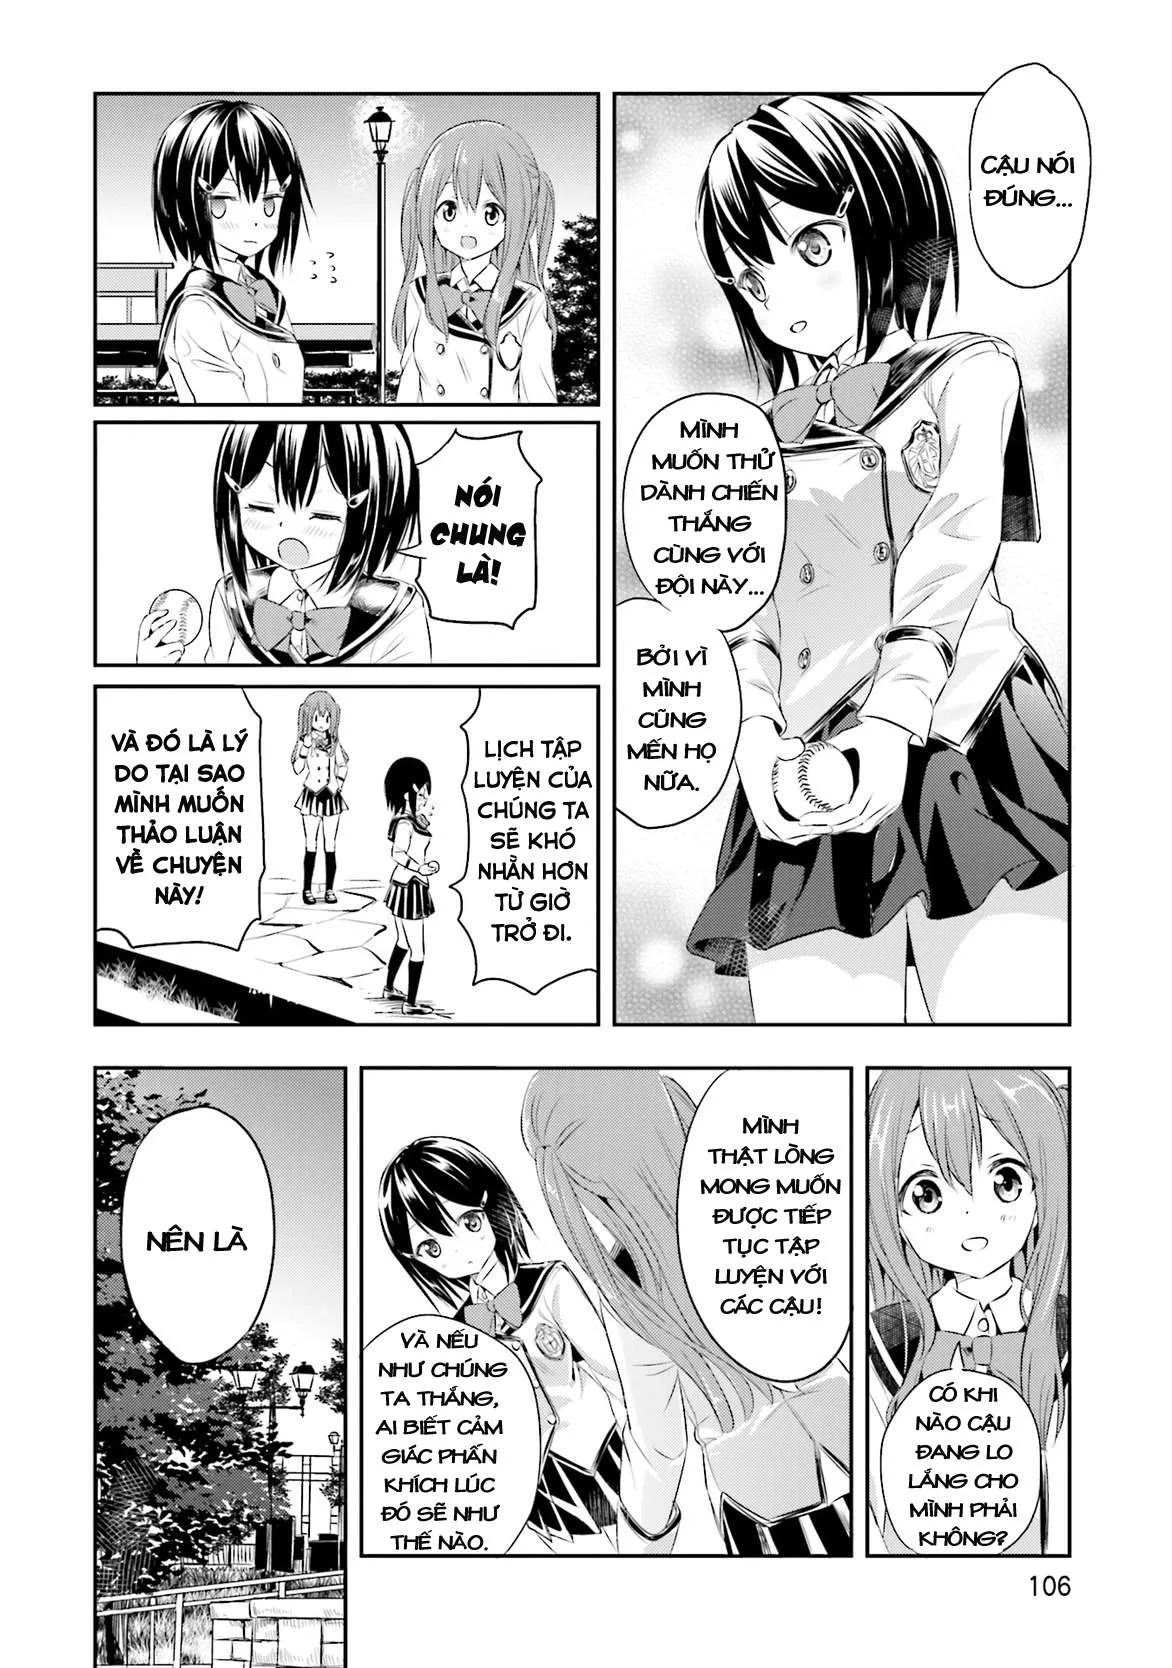 CẬU NÓI
ĐÚNG...
MÌNH
MUỐN THỬ
DÀNH CHIẾN
THẮNG
CÙNG VỚI
ĐỘI NÀY...
BỞI VÌ
MÌNH
CŨNG
MẾN HỌ
NỮA.
NÓI
CHUNG
LÀ!
LỊCH TẬP
LUYỆN CỦA
CHÚNG TA
SẼ KHÓ
NHẰN HƠN
TỪ GIỜ
TRỞ ĐI.
VÀ ĐÓ LÀ LÝ
DO TẠI SAO
MÌNH MUỐN
THẢO LUẬN
VỀ CHUYỆN
NÀY!
CÓ KHI
NÀO CẬU
ĐANG LO
LẮNG CHO
MÌNH PHẢI
KHÔNG?
MÌNH
THẬT LÒNG
MONG MUỐN
ĐƯỢC TIẾP
TỤC TẬP
LUYỆN VỚI
CÁC CẬU!
VÀ NẾU
NHƯ CHÚNG
TA THẮNG,
AI BIẾT CẢM
GIÁC PHẤN
KHÍCH LÚC
ĐÓ SẼ NHƯ
THẾ NÀO.
NÊN LÀ
106